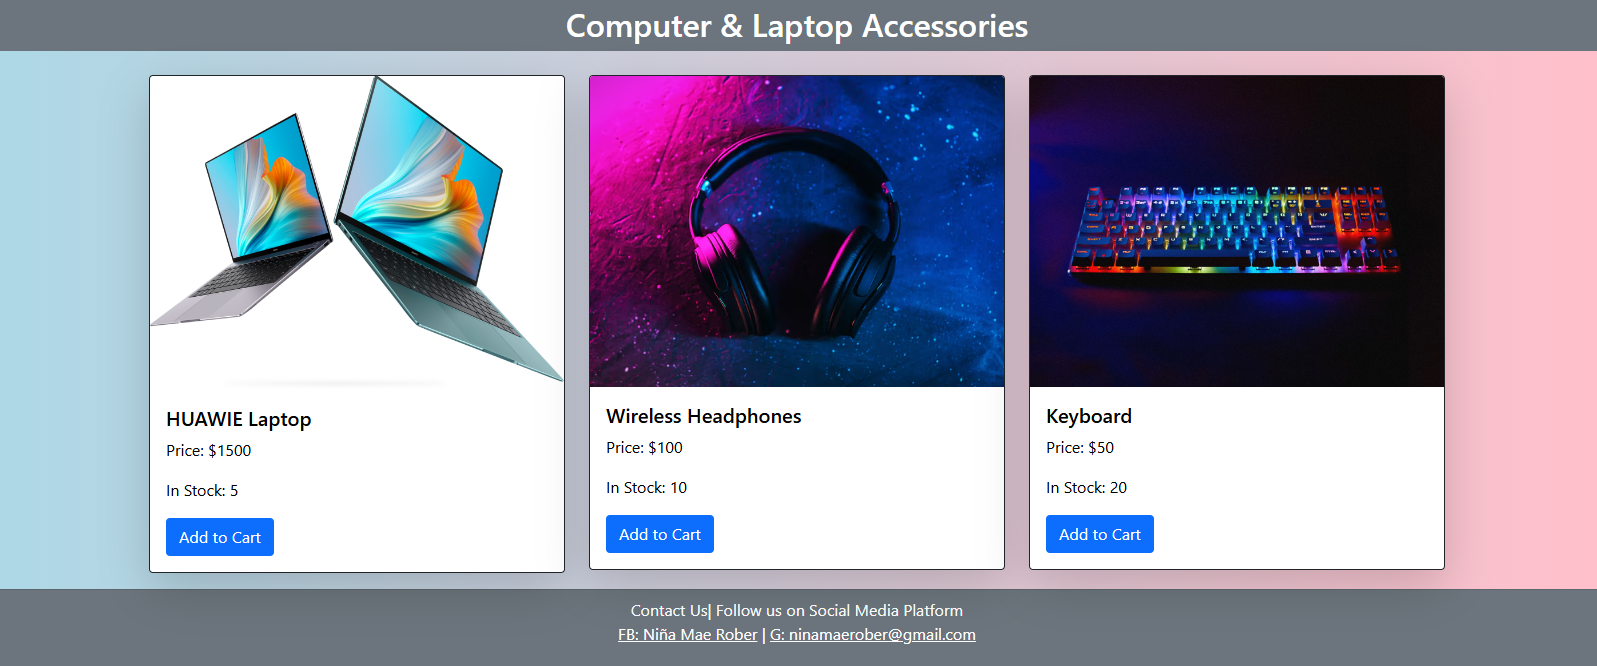 Computer & Laptop Accessories
HUAWIE Laptop
Price: $1500
In Stock: 5
Add to Cart
Wireless Headphones
Price: $100
In Stock: 10
Add to Cart
Keyboard
Price: $50
In Stock: 20
Add to Cart
Contact Us| Follow us on Social Media Platform
FB: Niña Mae Rober | G: ninamaerober@gmail.com